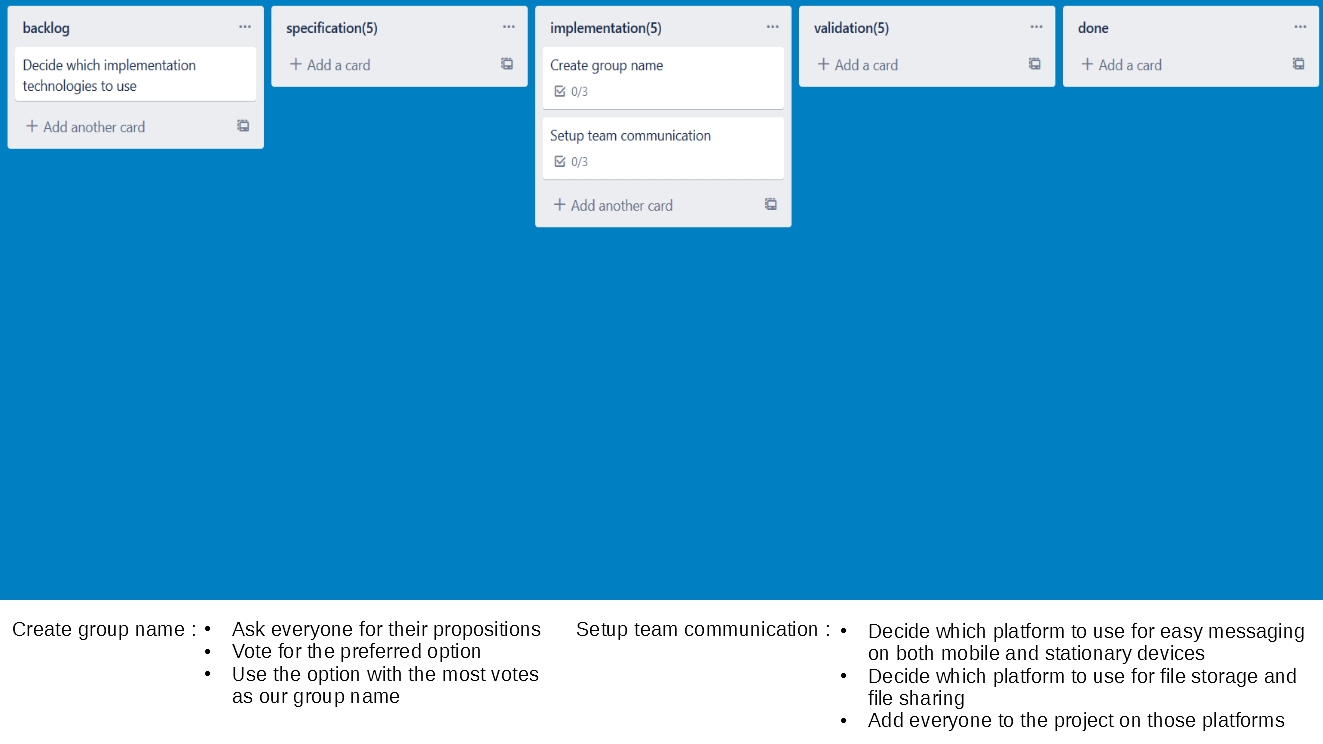 backlog
Decide which implementation
technologies to use
+ Add another card
specification(5)
+ Add a card
implementation(5)
Create group name
0/3
Setup team communication
0/3
+ Add another card
validation(5)
+ Add a card
done
+ Add a card
Create group name :
• Ask everyone for their propositions
• Vote for the preferred option
• Use the option with the most votes
as our group name
Setup team communication :
• Decide which platform to use for easy messaging
on both mobile and stationary devices
• Decide which platform to use for file storage and
file sharing
• Add everyone to the project on those platforms